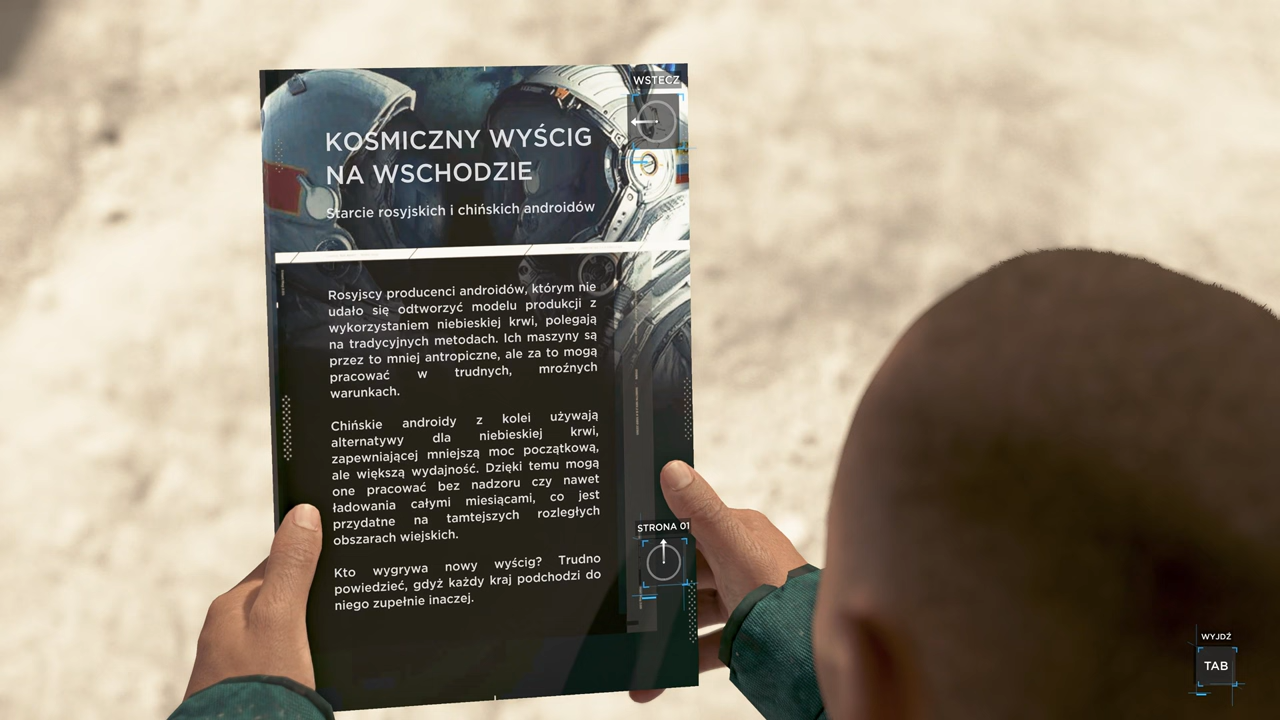 WSTECZ
KOSMICZNY WYŚCIG
NA WSCHODZIE
Starcie rosyjskich i chińskich androidów
Rosyjscy producenci androidów, którym nie
udało się odtworzyć modelu produkcji z
wykorzystaniem niebieskiej krwi, polegają
na tradycyjnych metodach. Ich maszyny są
przez to mniej antropiczne, ale za to mogą
pracować w trudnych, mroźnych
warunkach.
Chińskie androidy z kolei używają
alternatywy dla niebieskiej krwi,
zapewniającej mniejszą moc początkową,
ale większą wydajność. Dzięki temu mogą
one pracować bez nadzoru czy nawet
ładowania całymi miesiącami, co jest
przydatne na tamtejszych rozległych
obszarach wiejskich.
Kto wygrywa nowy wyścig? Trudno
powiedzieć, gdyż każdy kraj podchodzi do
niego zupełnie inaczej.
STRONA 01
WYJDŹ
TAB